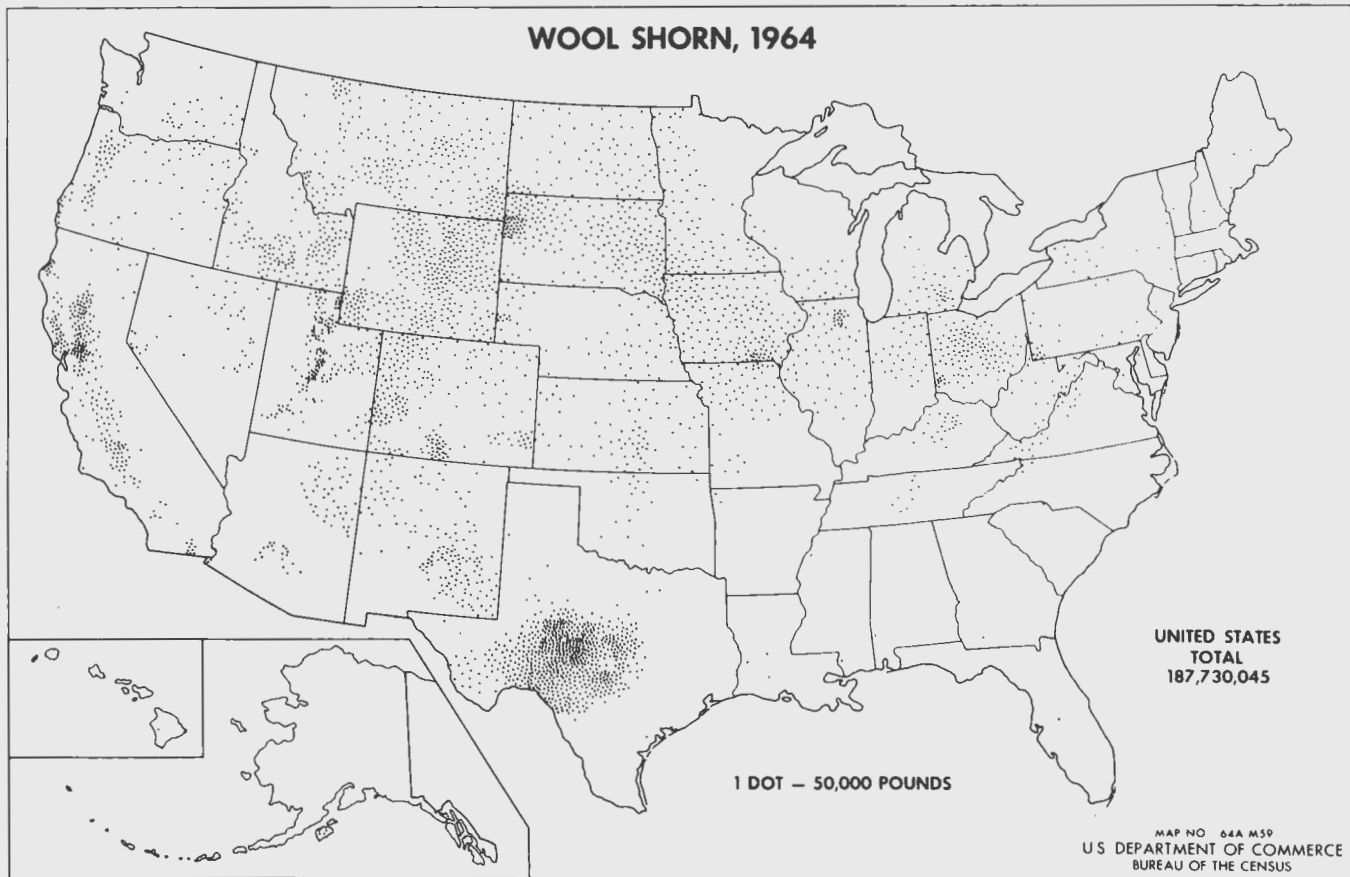 WOOL SHORN, 1964
UNITED STATES
TOTAL
187,730,045
1 DOT — 50,000 POUNDS
MAP NO 64A M59
U S DEPARTMENT OF COMMERCE
BUREAU OF THE CENSUS